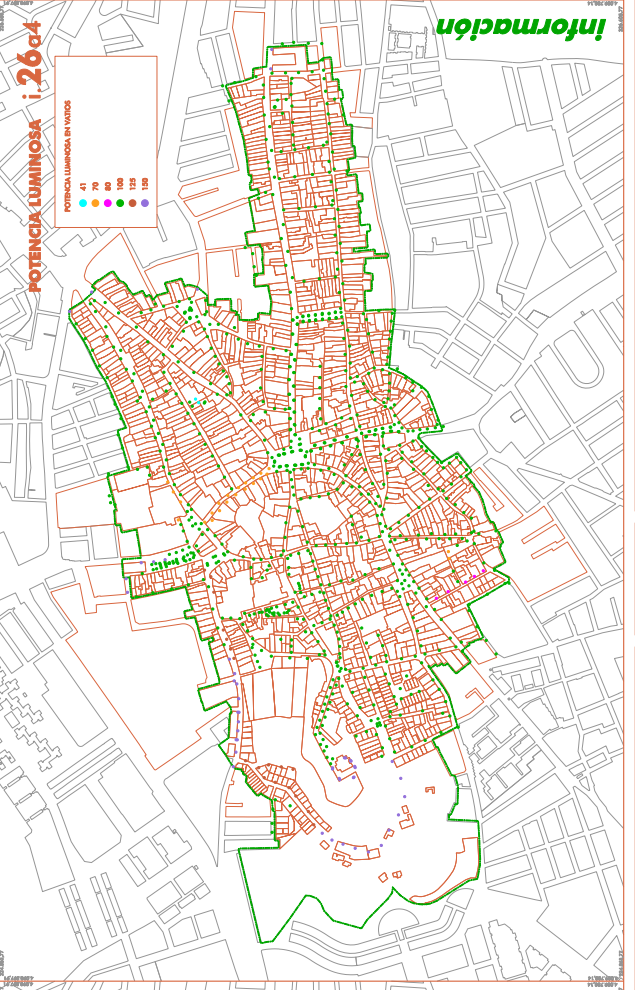 información
POTENCIA LUMINOSA i.26a4
POTENCIA LUMINOSA EN VATIOS
41
70
80
100
125
150